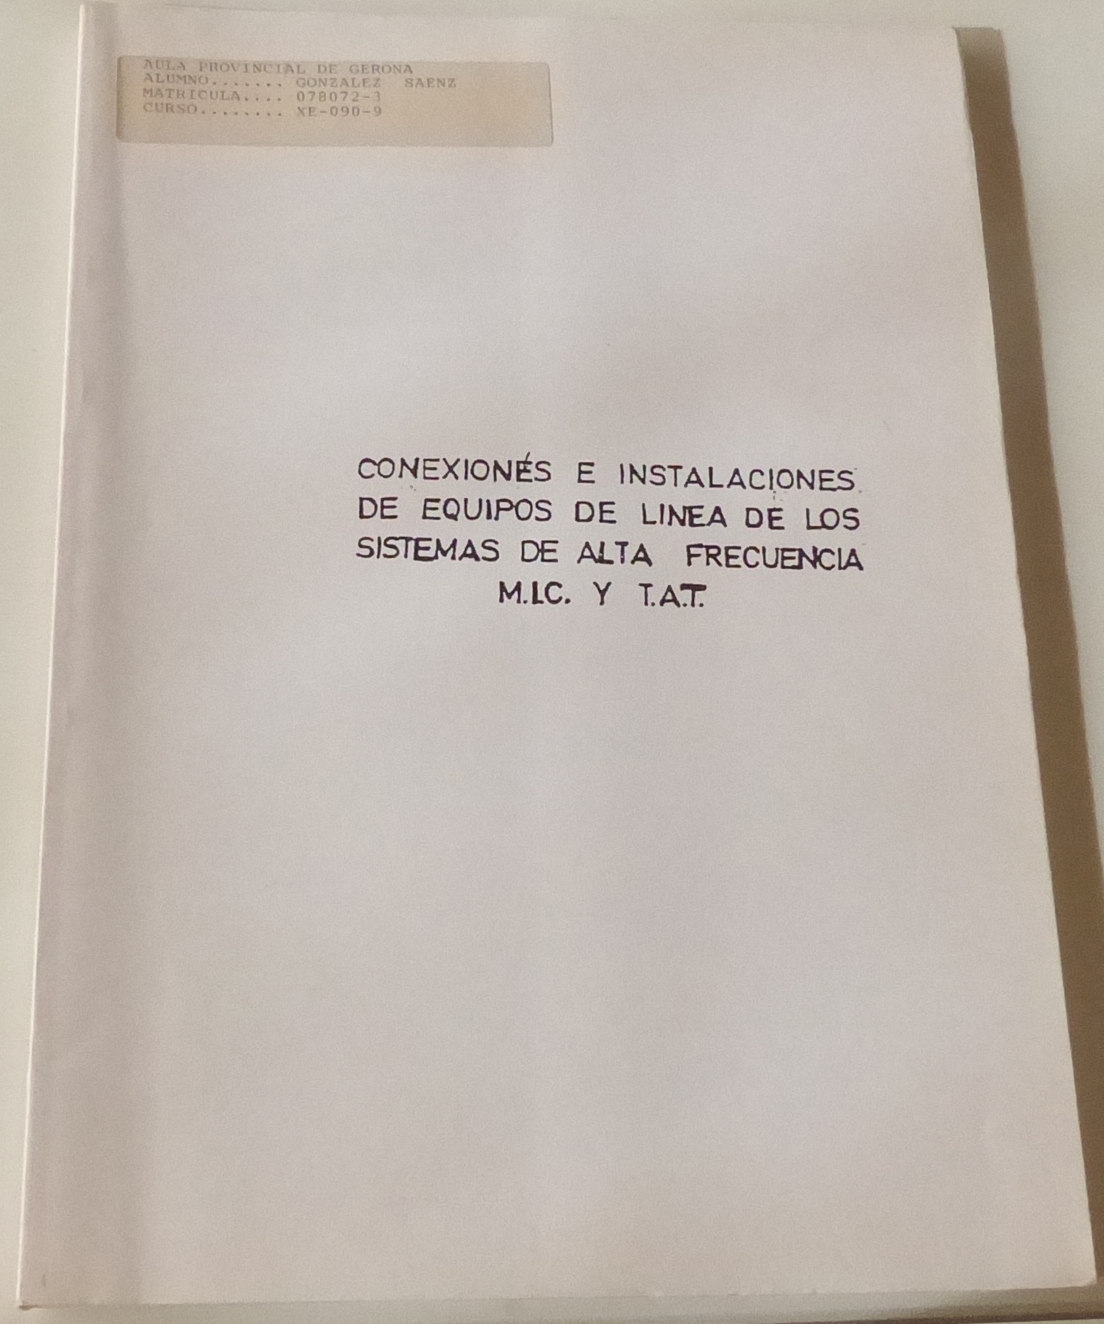 AULA PROVINCIAL DE GERONA
ALUMNO....... GONZALEZ SAENZ
MATRICULA.... 078072-3
CURSO........ XE-090-9
CONEXIONÉS E INSTALACIONES
DE EQUIPOS DE LINEA DE LOS
SISTEMAS DE ALTA FRECUENCIA
M.I.C. Y T.A.T.